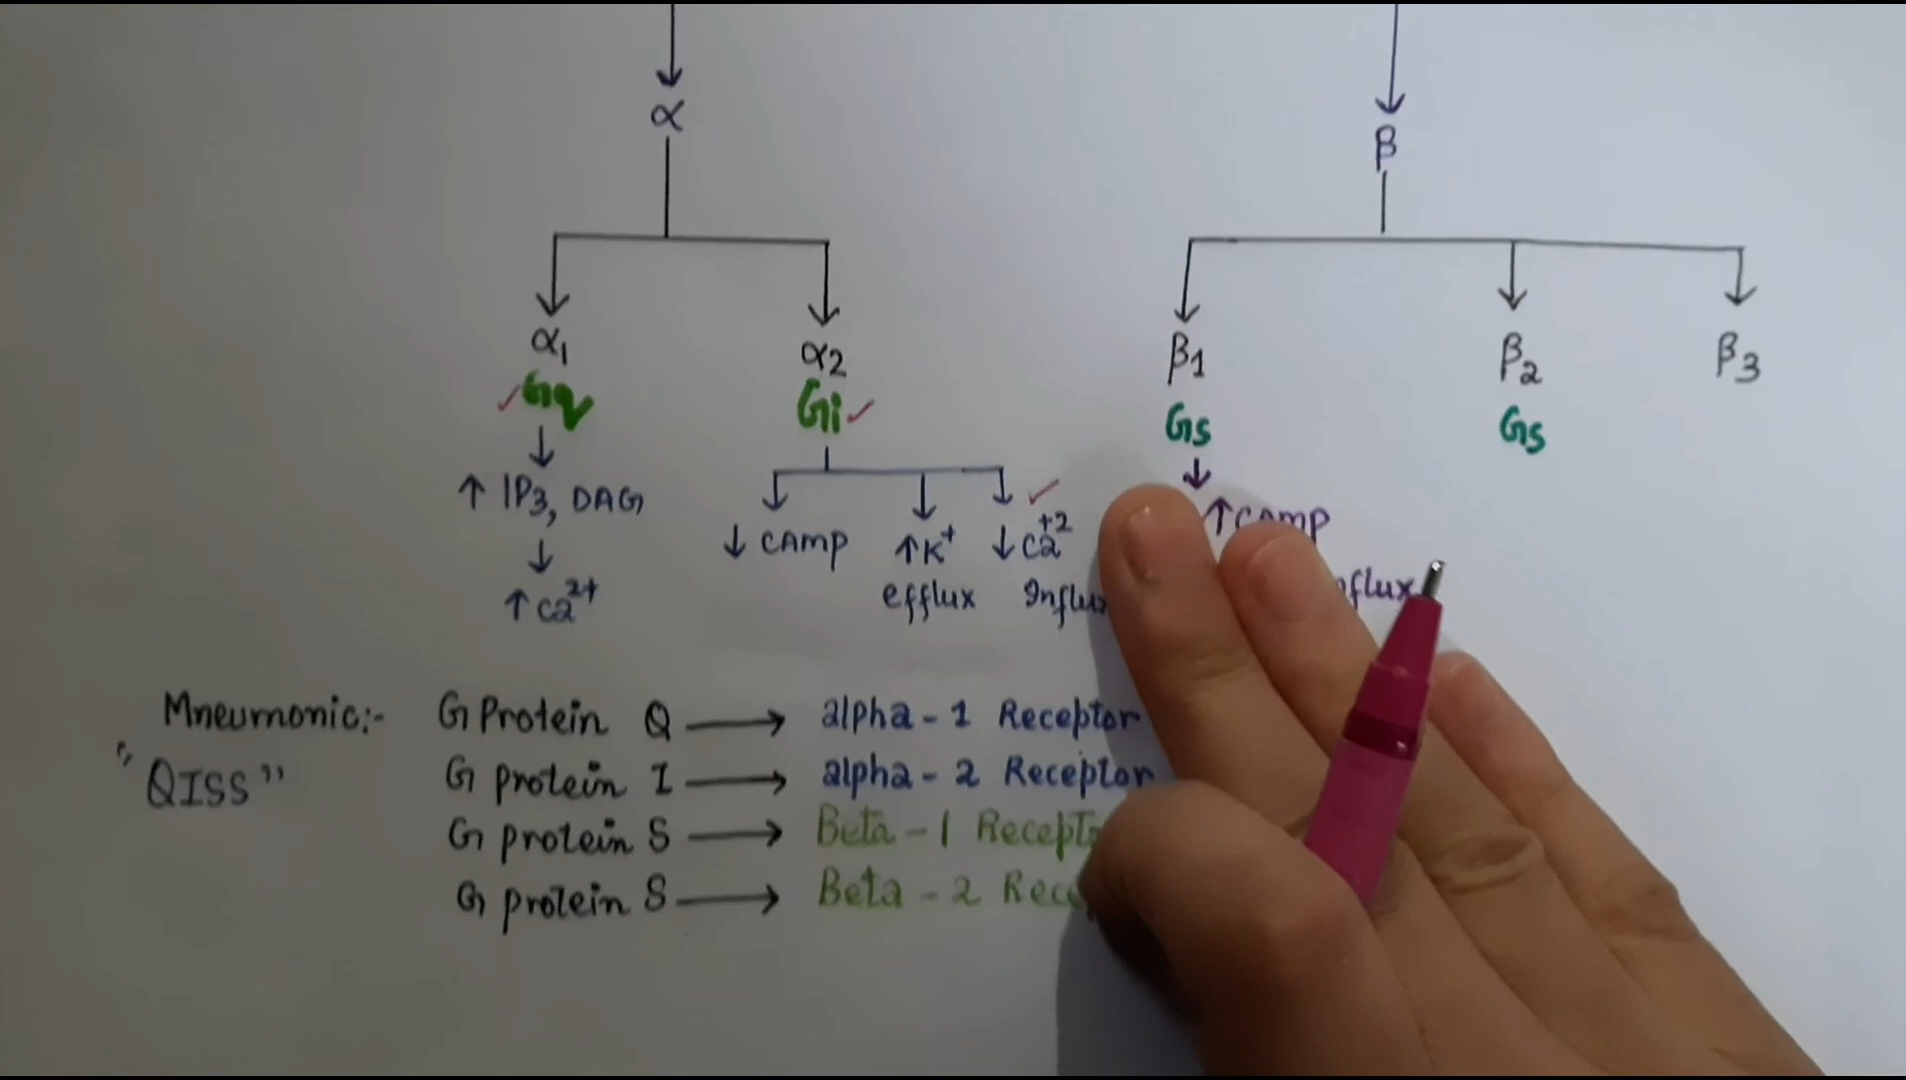 α
β
α1
α2
β1
β2
β3
Gq
Gi
Gs
Gs
↑ IP3, DAG
↑ Ca2+
↓ CAMP
↑K+
efflux
↓ Ca+2
Influx
↑CAMP
Mneumonic:- G Protein Q → alpha - 1 Receptor
"QISS" G protein I → alpha - 2 Receptor
G protein S → Beta - 1
G protein S → Beta - 2